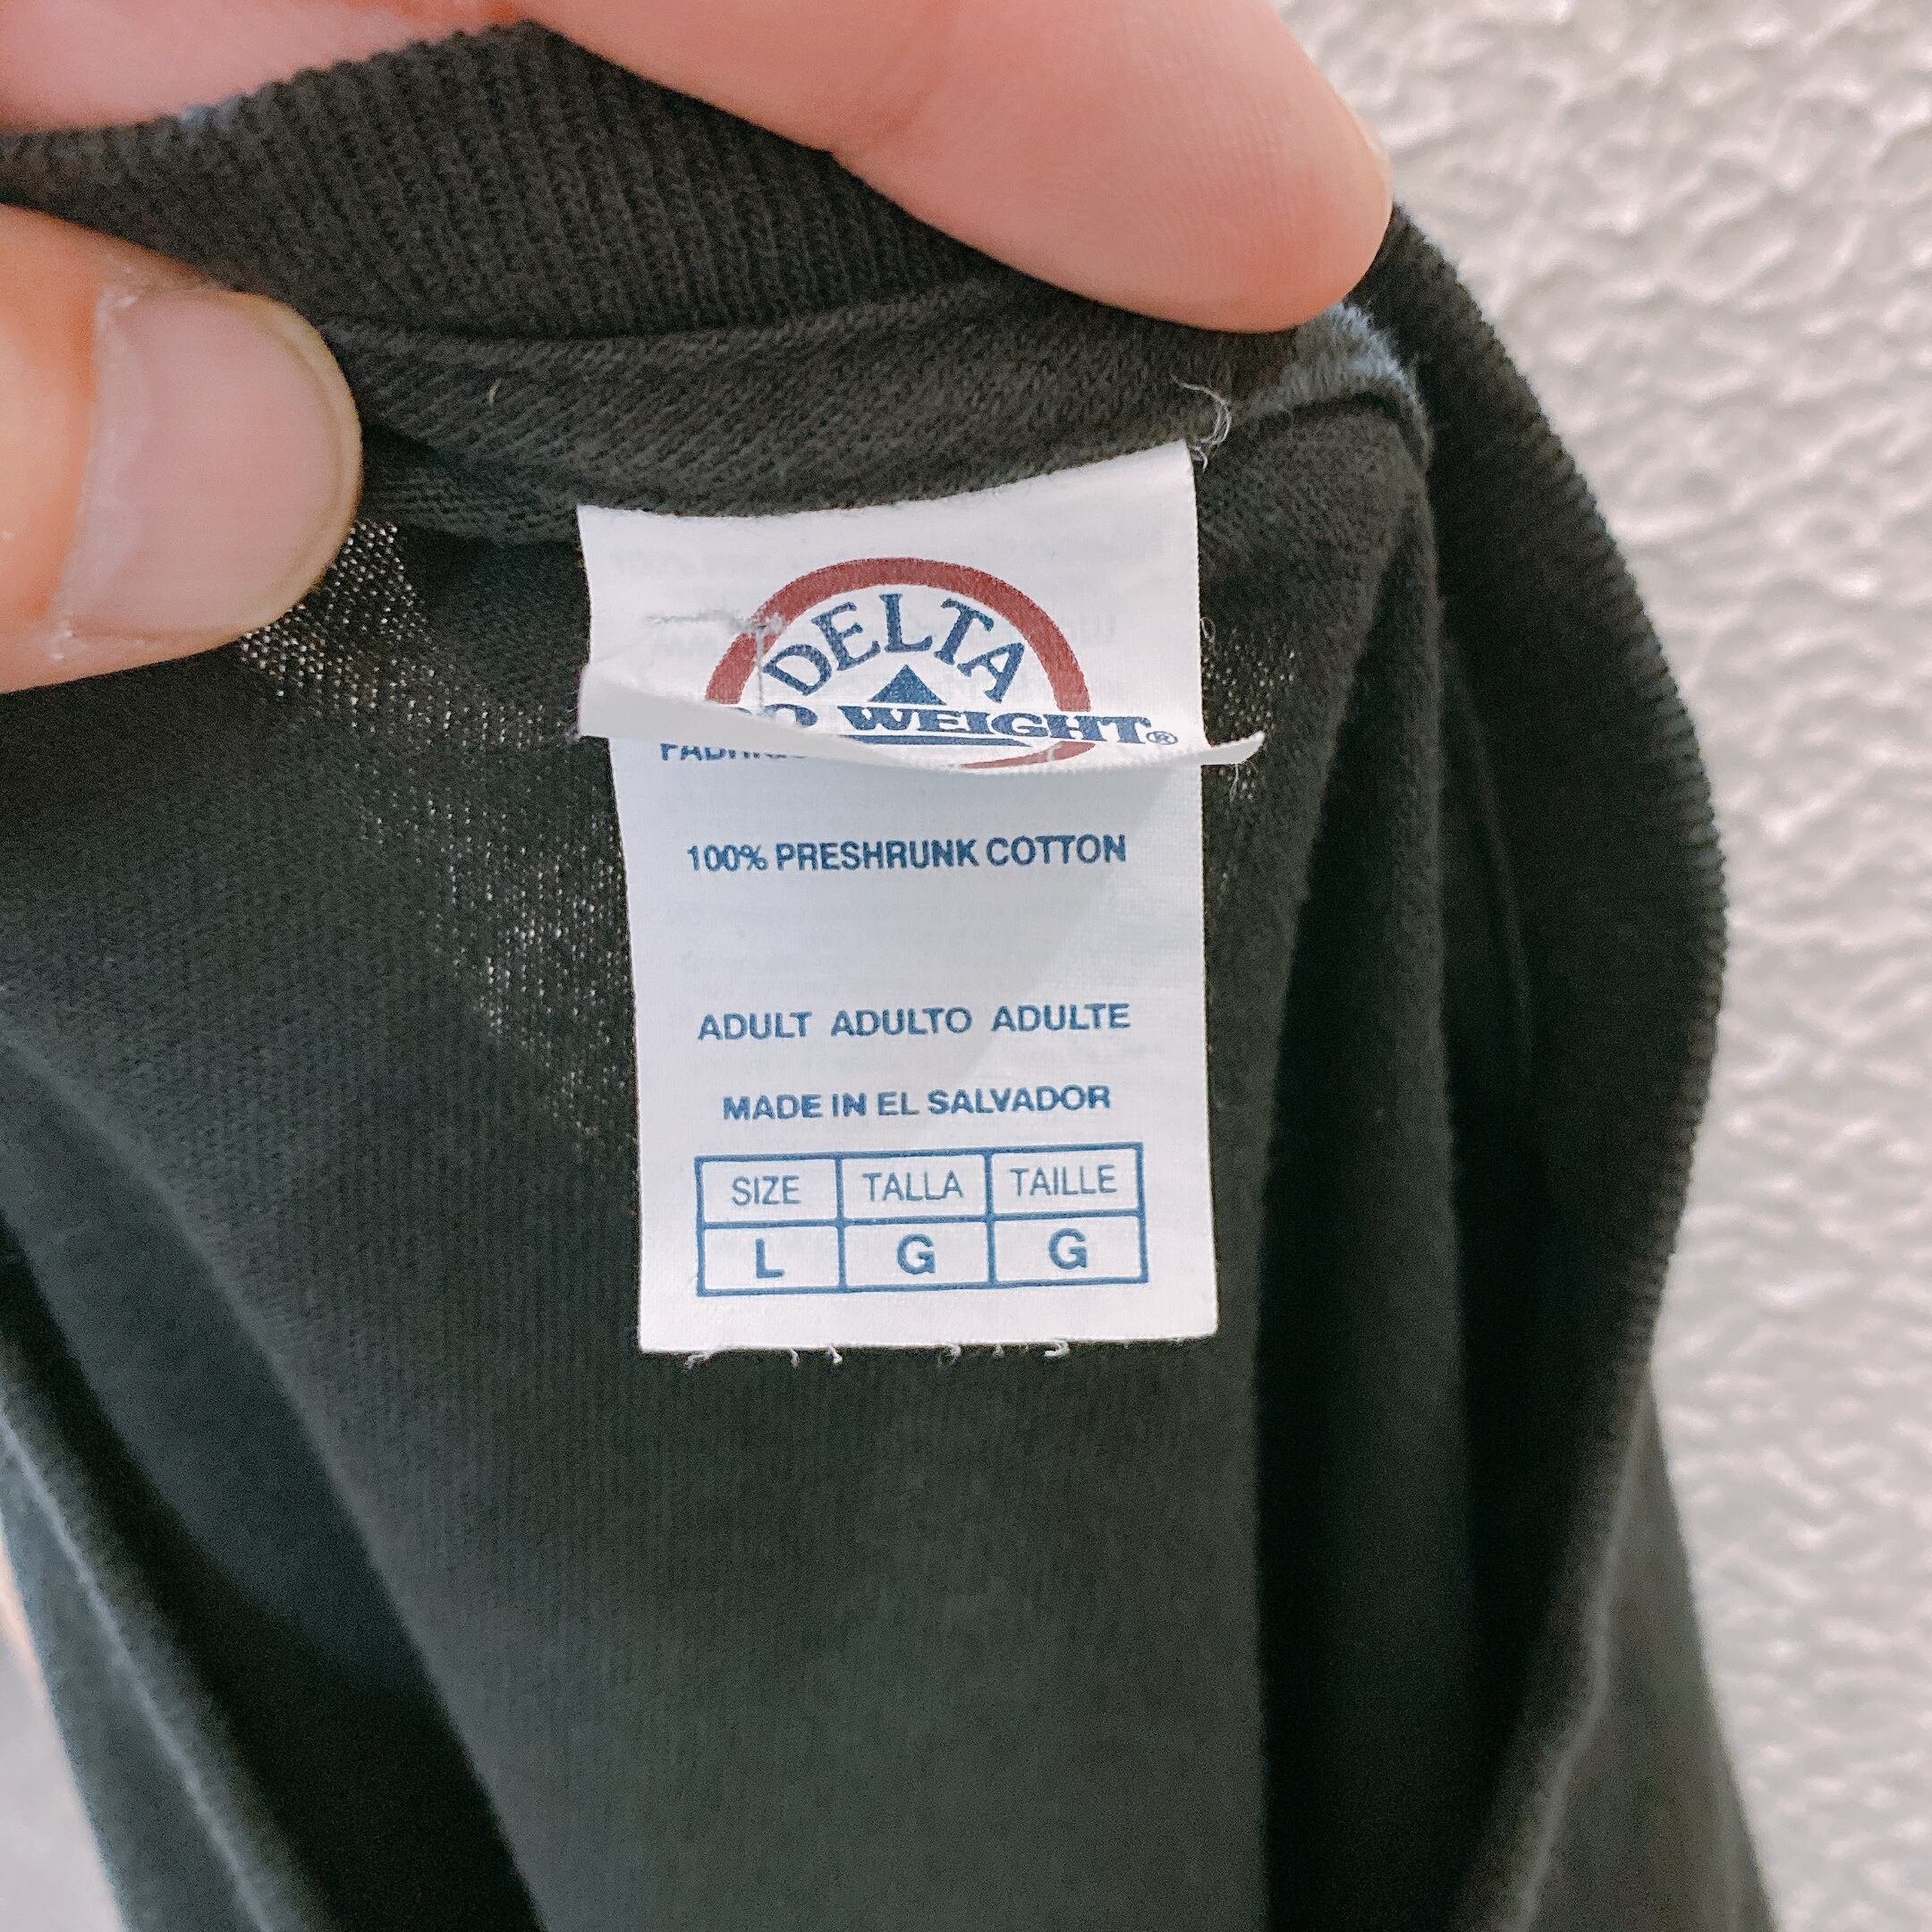 DELTA
WEIGHT®
100% PRESHRUNK COTTON
ADULT ADULTO ADULTE
MADE IN EL SALVADOR
SIZE TALLA TAILLE
L G G